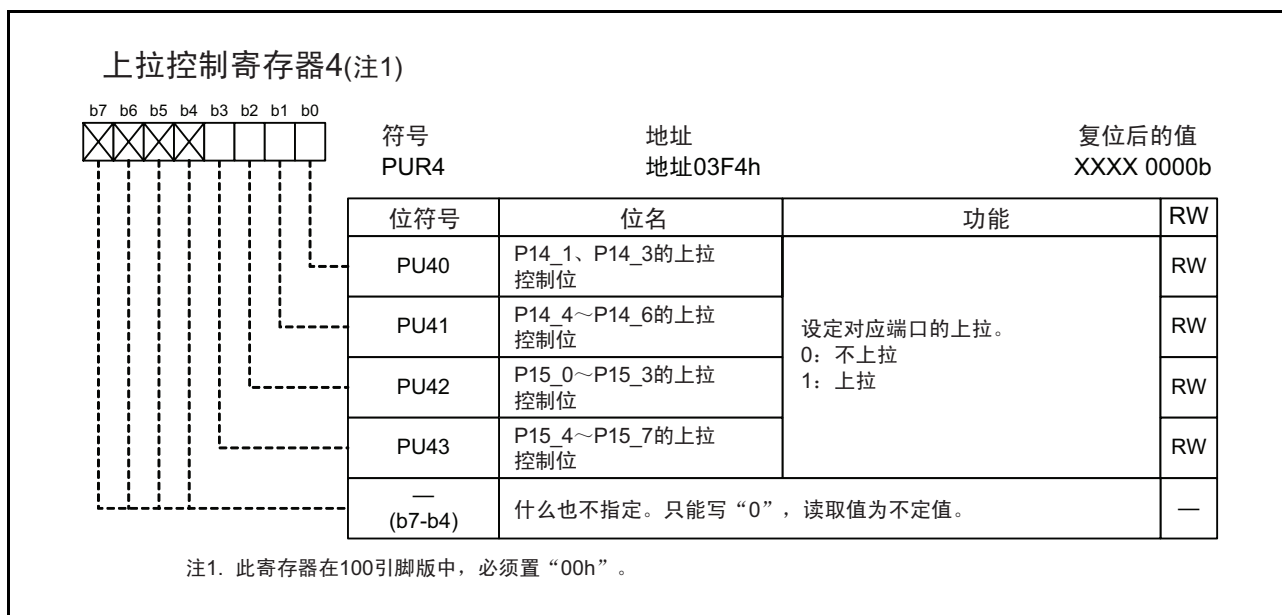 上拉控制寄存器4(注1)
b7 b6 b5 b4 b3 b2 b1 b0
符号 地址 复位后的值
PUR4 地址03F4h XXXX 0000b
位符号 位名 功能 RW
PU40 P14_1、P14_3的上拉
控制位 RW
PU41 P14_4～P14_6的上拉
控制位 RW
PU42 P15_0～P15_3的上拉
控制位 RW
PU43 P15_4～P15_7的上拉
控制位 RW
设定对应端口的上拉。
0：不上拉
1：上拉
—
(b7-b4) 什么也不指定。只能写“0”，读取值为不定值。 —
注1. 此寄存器在100引脚版中，必须置“00h”。